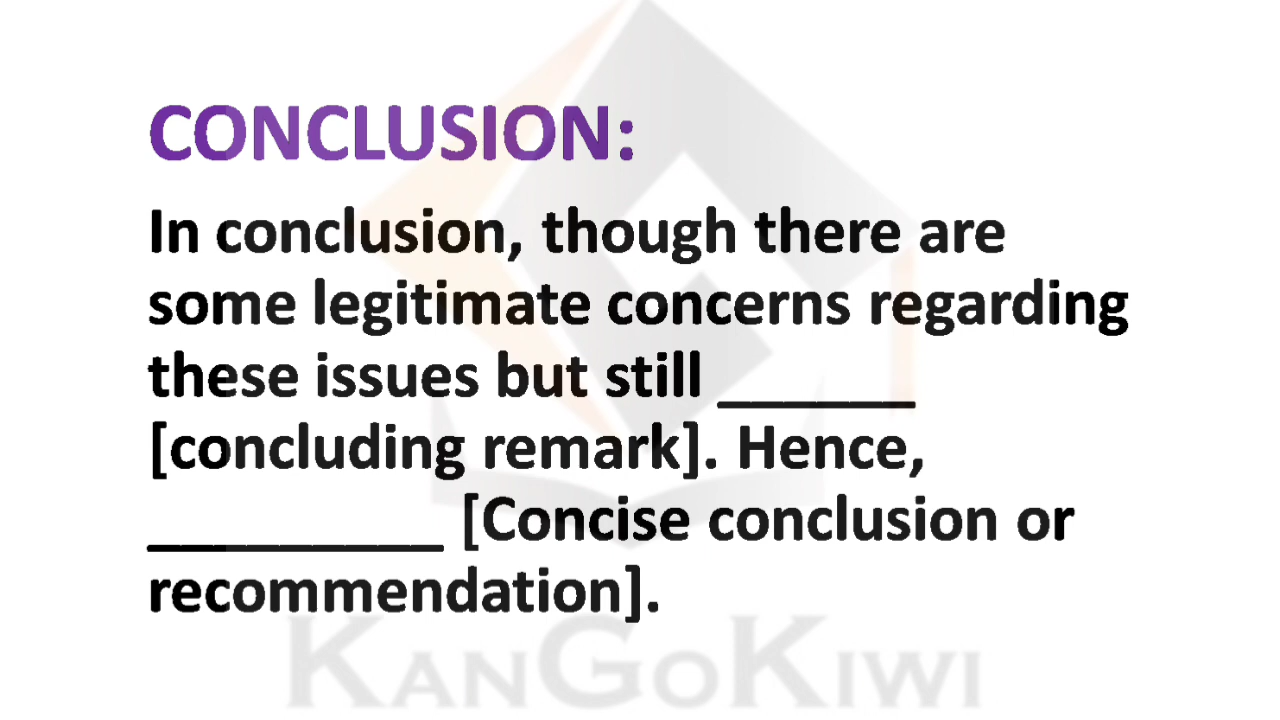 CONCLUSION:
In conclusion, though there are
some legitimate concerns regarding
these issues but still ______
[concluding remark]. Hence,
_________ [Concise conclusion or
recommendation].
KANGOKIWI